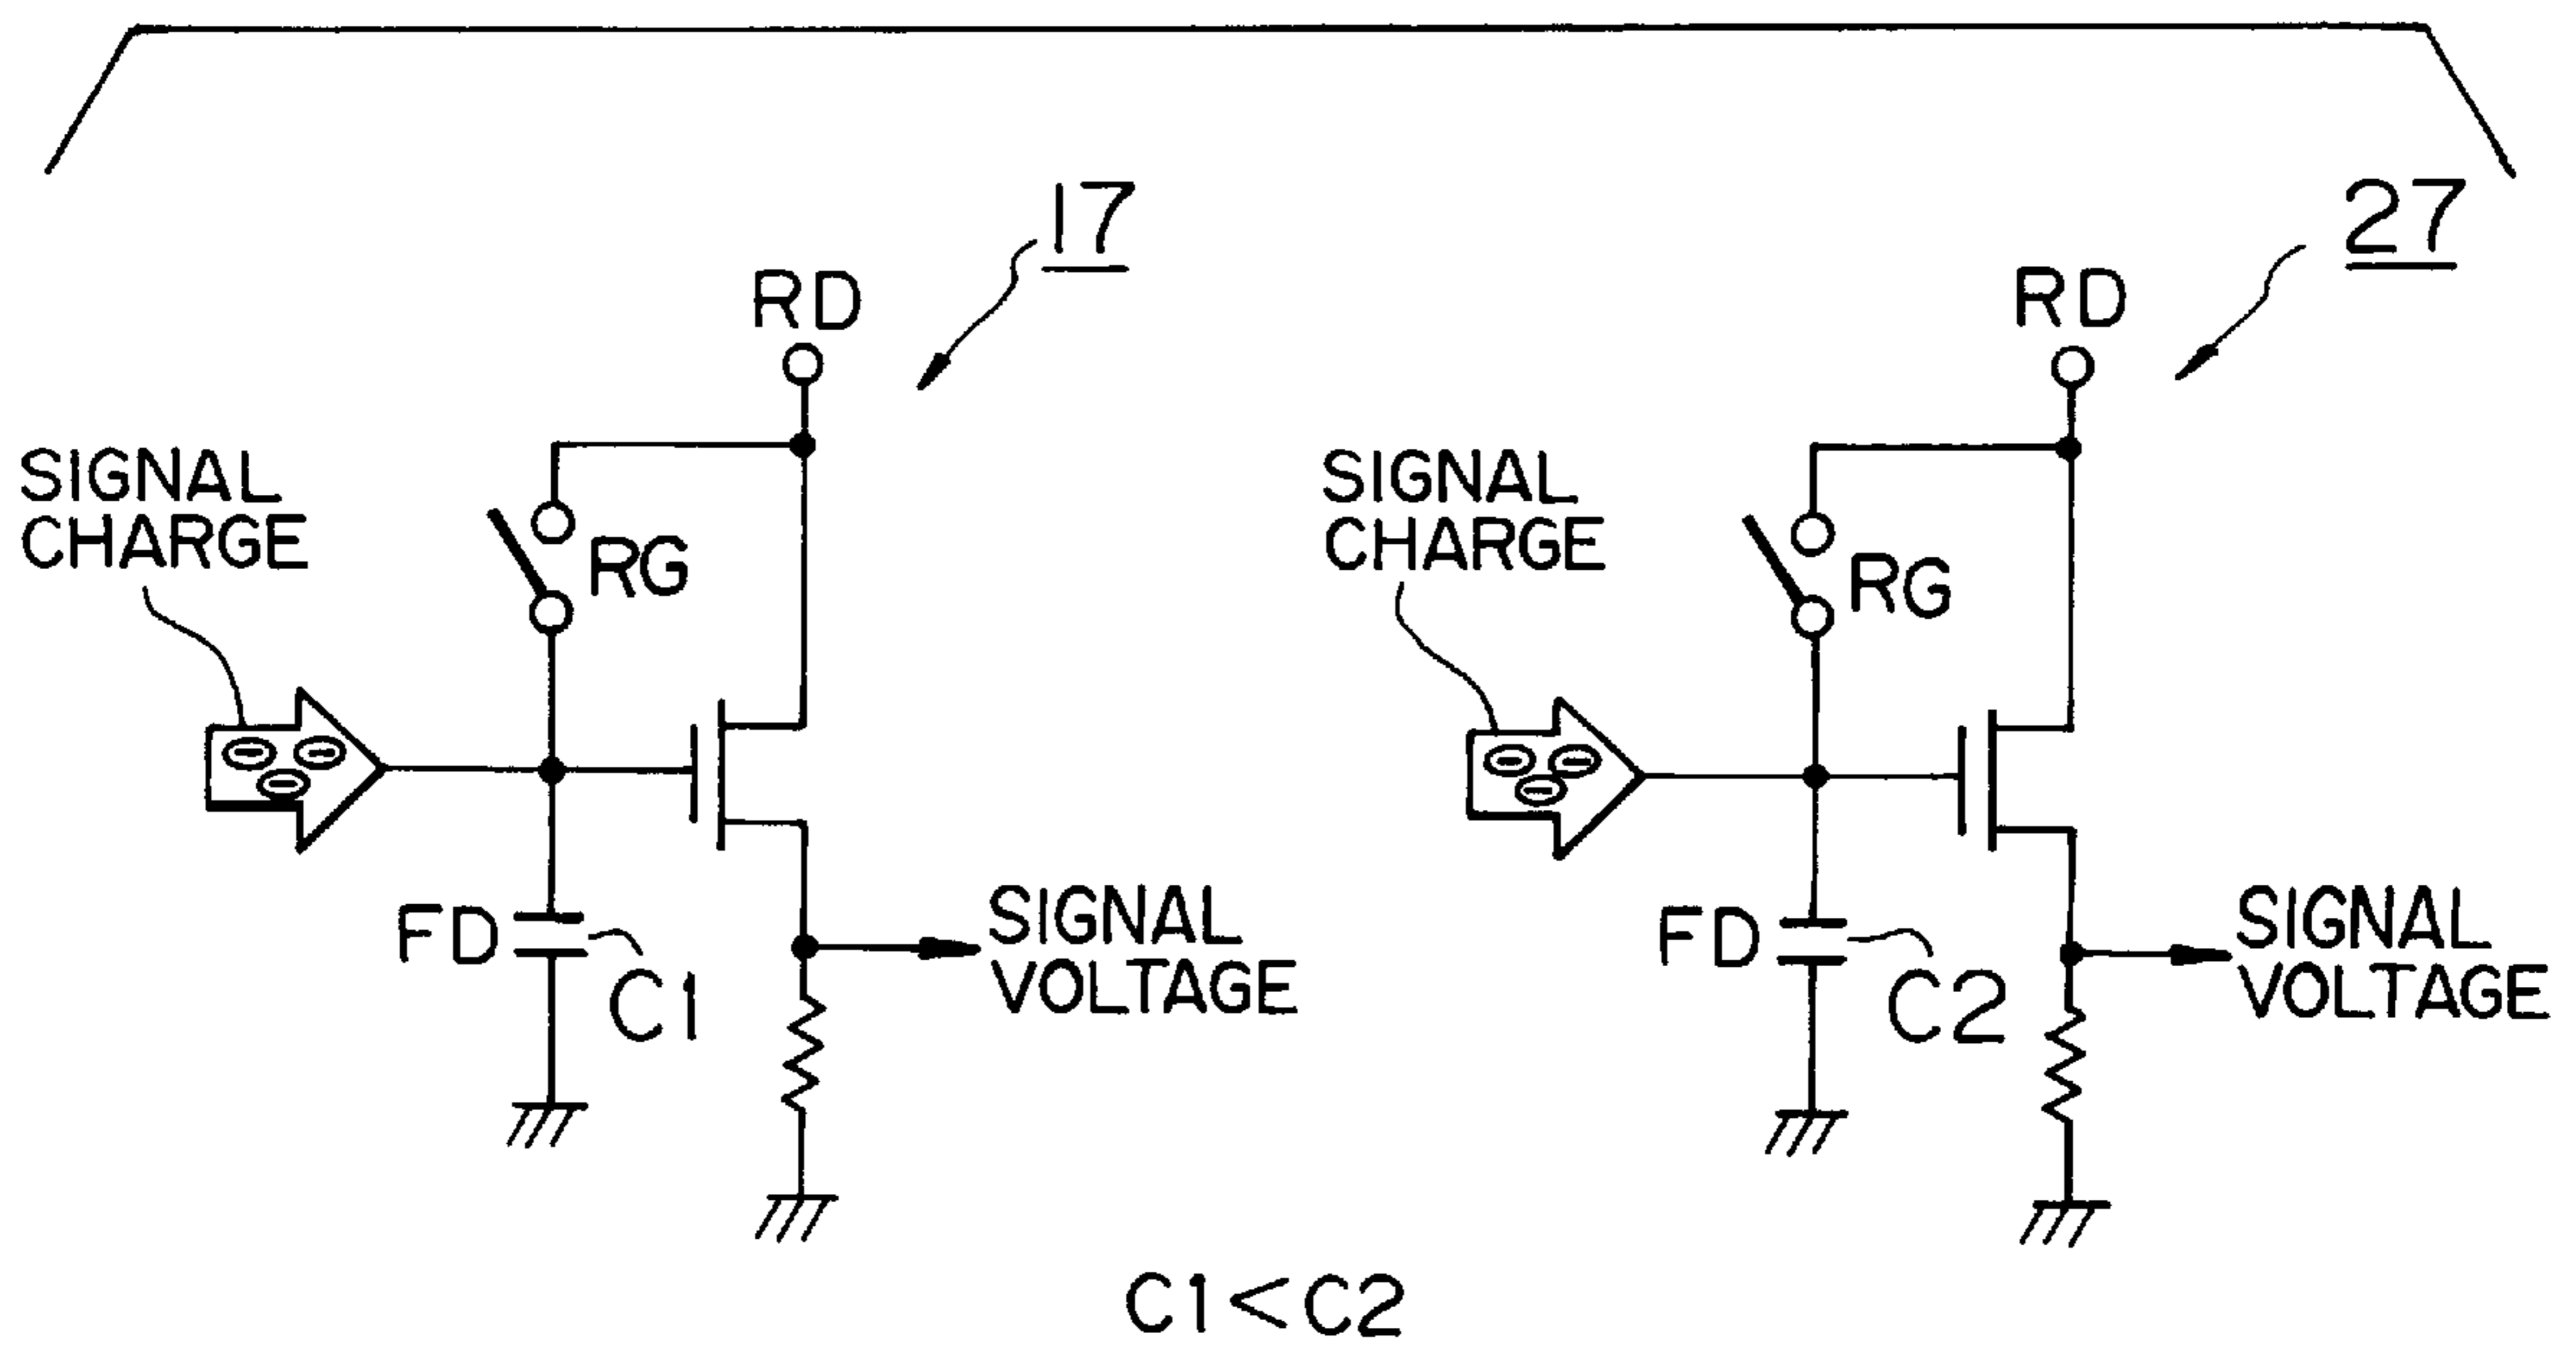 17
RD
SIGNAL
CHARGE
RG
FD
C1
SIGNAL
VOLTAGE
27
RD
SIGNAL
CHARGE
RG
FD
C2
SIGNAL
VOLTAGE
C1<C2